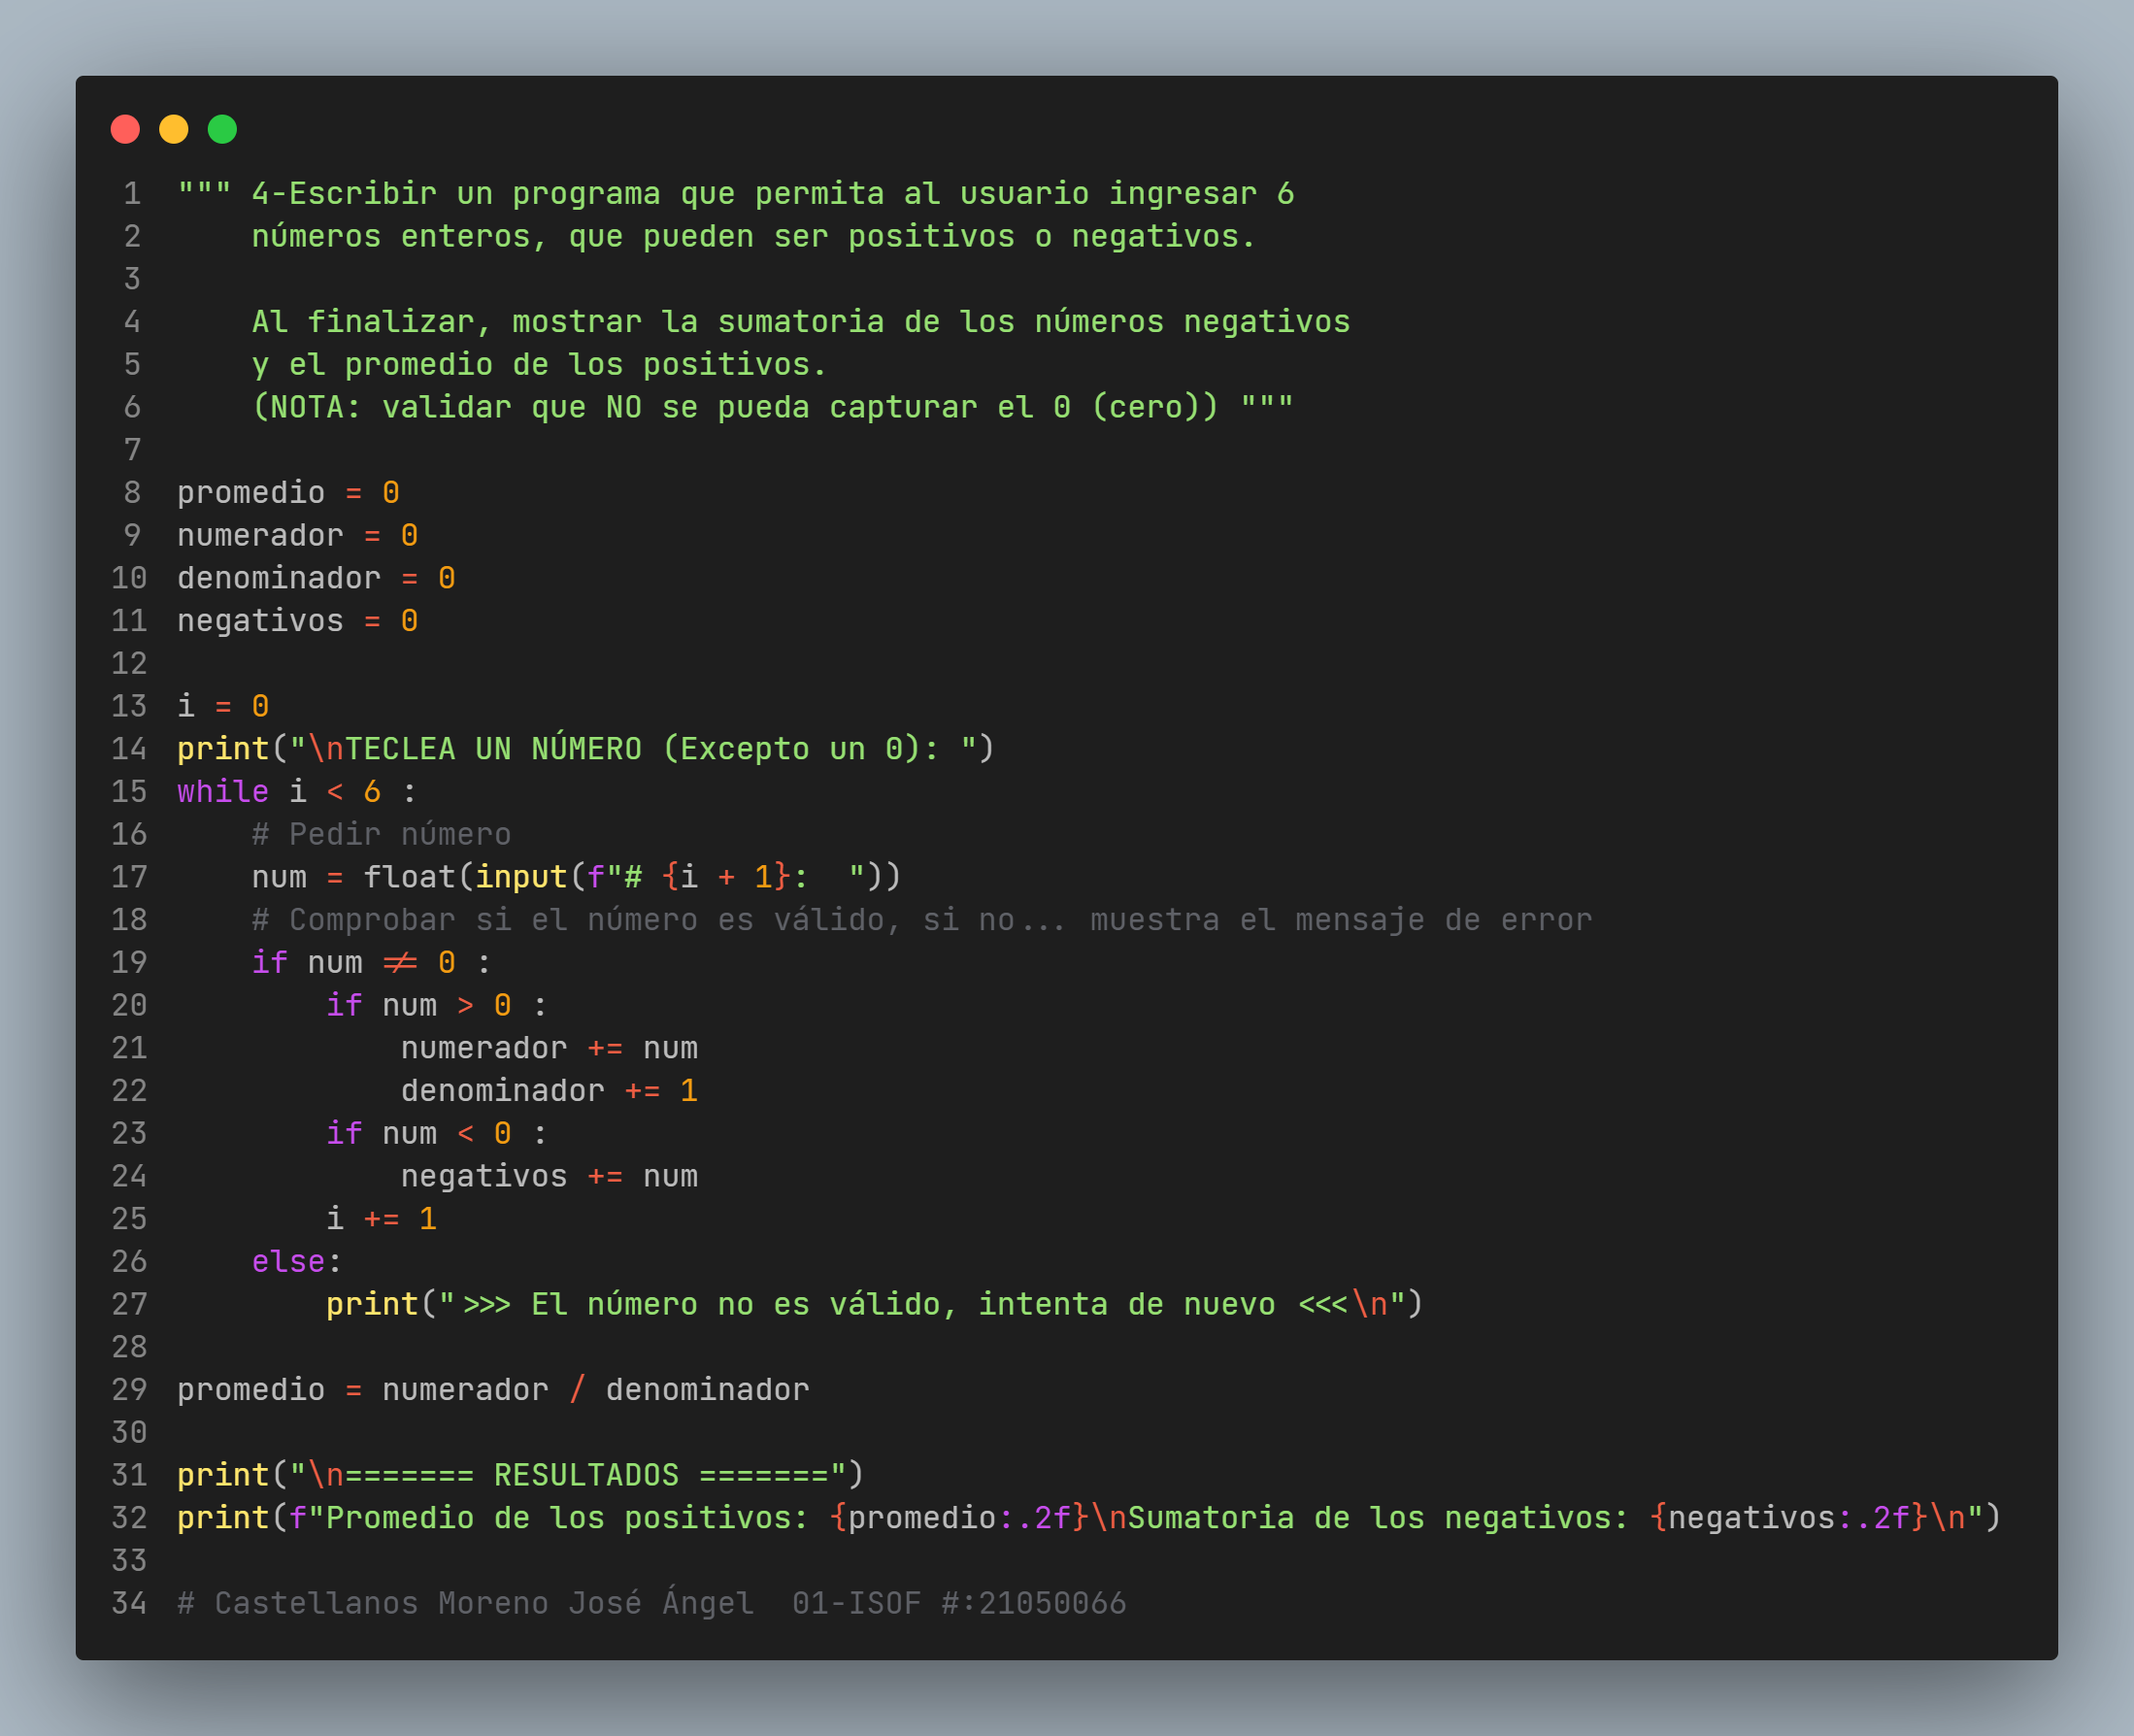 1 """ 4-Escribir un programa que permita al usuario ingresar 6
2     números enteros, que pueden ser positivos o negativos.
3
4     Al finalizar, mostrar la sumatoria de los números negativos
5     y el promedio de los positivos.
6     (NOTA: validar que NO se pueda capturar el 0 (cero)) """
7
8 promedio = 0
9 numerador = 0
10 denominador = 0
11 negativos = 0
12
13 i = 0
14 print("\nTECLEA UN NÚMERO (Excepto un 0): ")
15 while i < 6 :
16     # Pedir número
17     num = float(input(f"# {i + 1}:  "))
18     # Comprobar si el número es válido, si no... muestra el mensaje de error
19     if num != 0 :
20         if num > 0 :
21             numerador += num
22             denominador += 1
23         if num < 0 :
24             negativos += num
25         i += 1
26     else:
27         print(">>> El número no es válido, intenta de nuevo <<<\n")
28
29 promedio = numerador / denominador
30
31 print("\n======= RESULTADOS =======")
32 print(f"Promedio de los positivos: {promedio:.2f}\nSumatoria de los negativos: {negativos:.2f}\n")
33
34 # Castellanos Moreno José Ángel  01-ISOF #:21050066